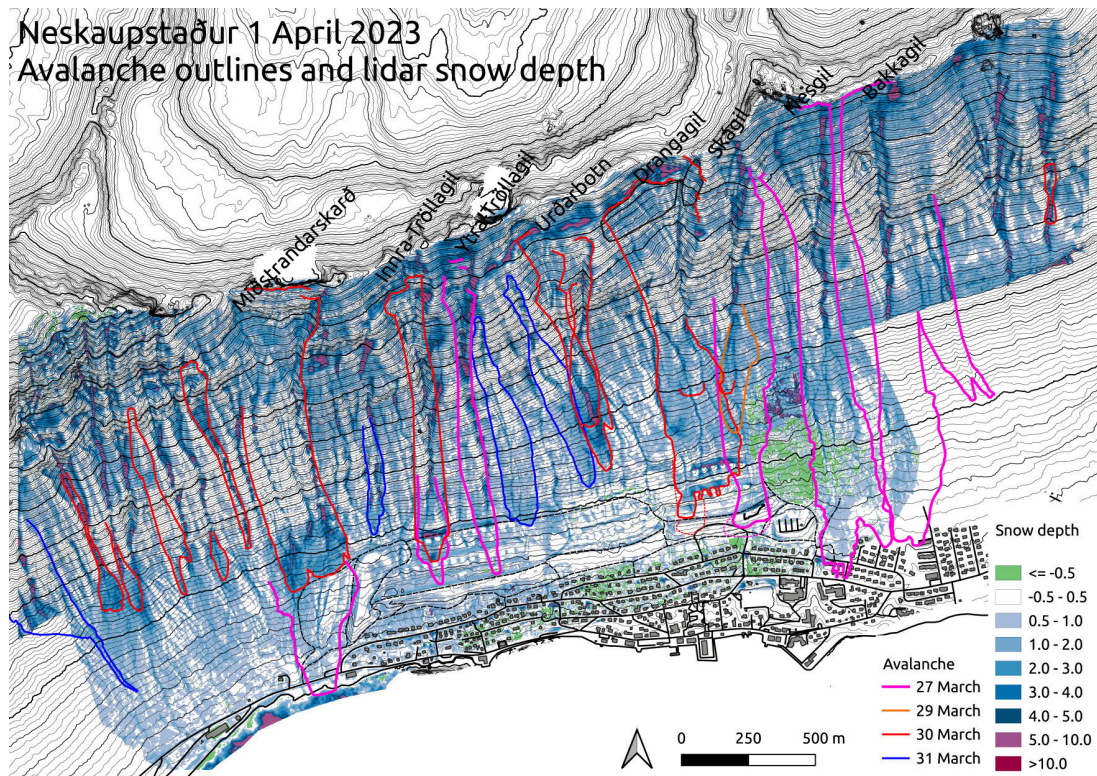 Neskaupstaður 1 April 2023
Avalanche outlines and lidar snow depth
Miðstrandarskarð
Innra-Tröllagil
Ytra-Tröllagil
Urðarbotn
Drangagil
Skágil
Nesgil
Bakkagil
Snow depth
<= -0.5
-0.5 - 0.5
0.5 - 1.0
1.0 - 2.0
2.0 - 3.0
3.0 - 4.0
4.0 - 5.0
5.0 - 10.0
>10.0
Avalanche
27 March
29 March
30 March
31 March
0 250 500 m